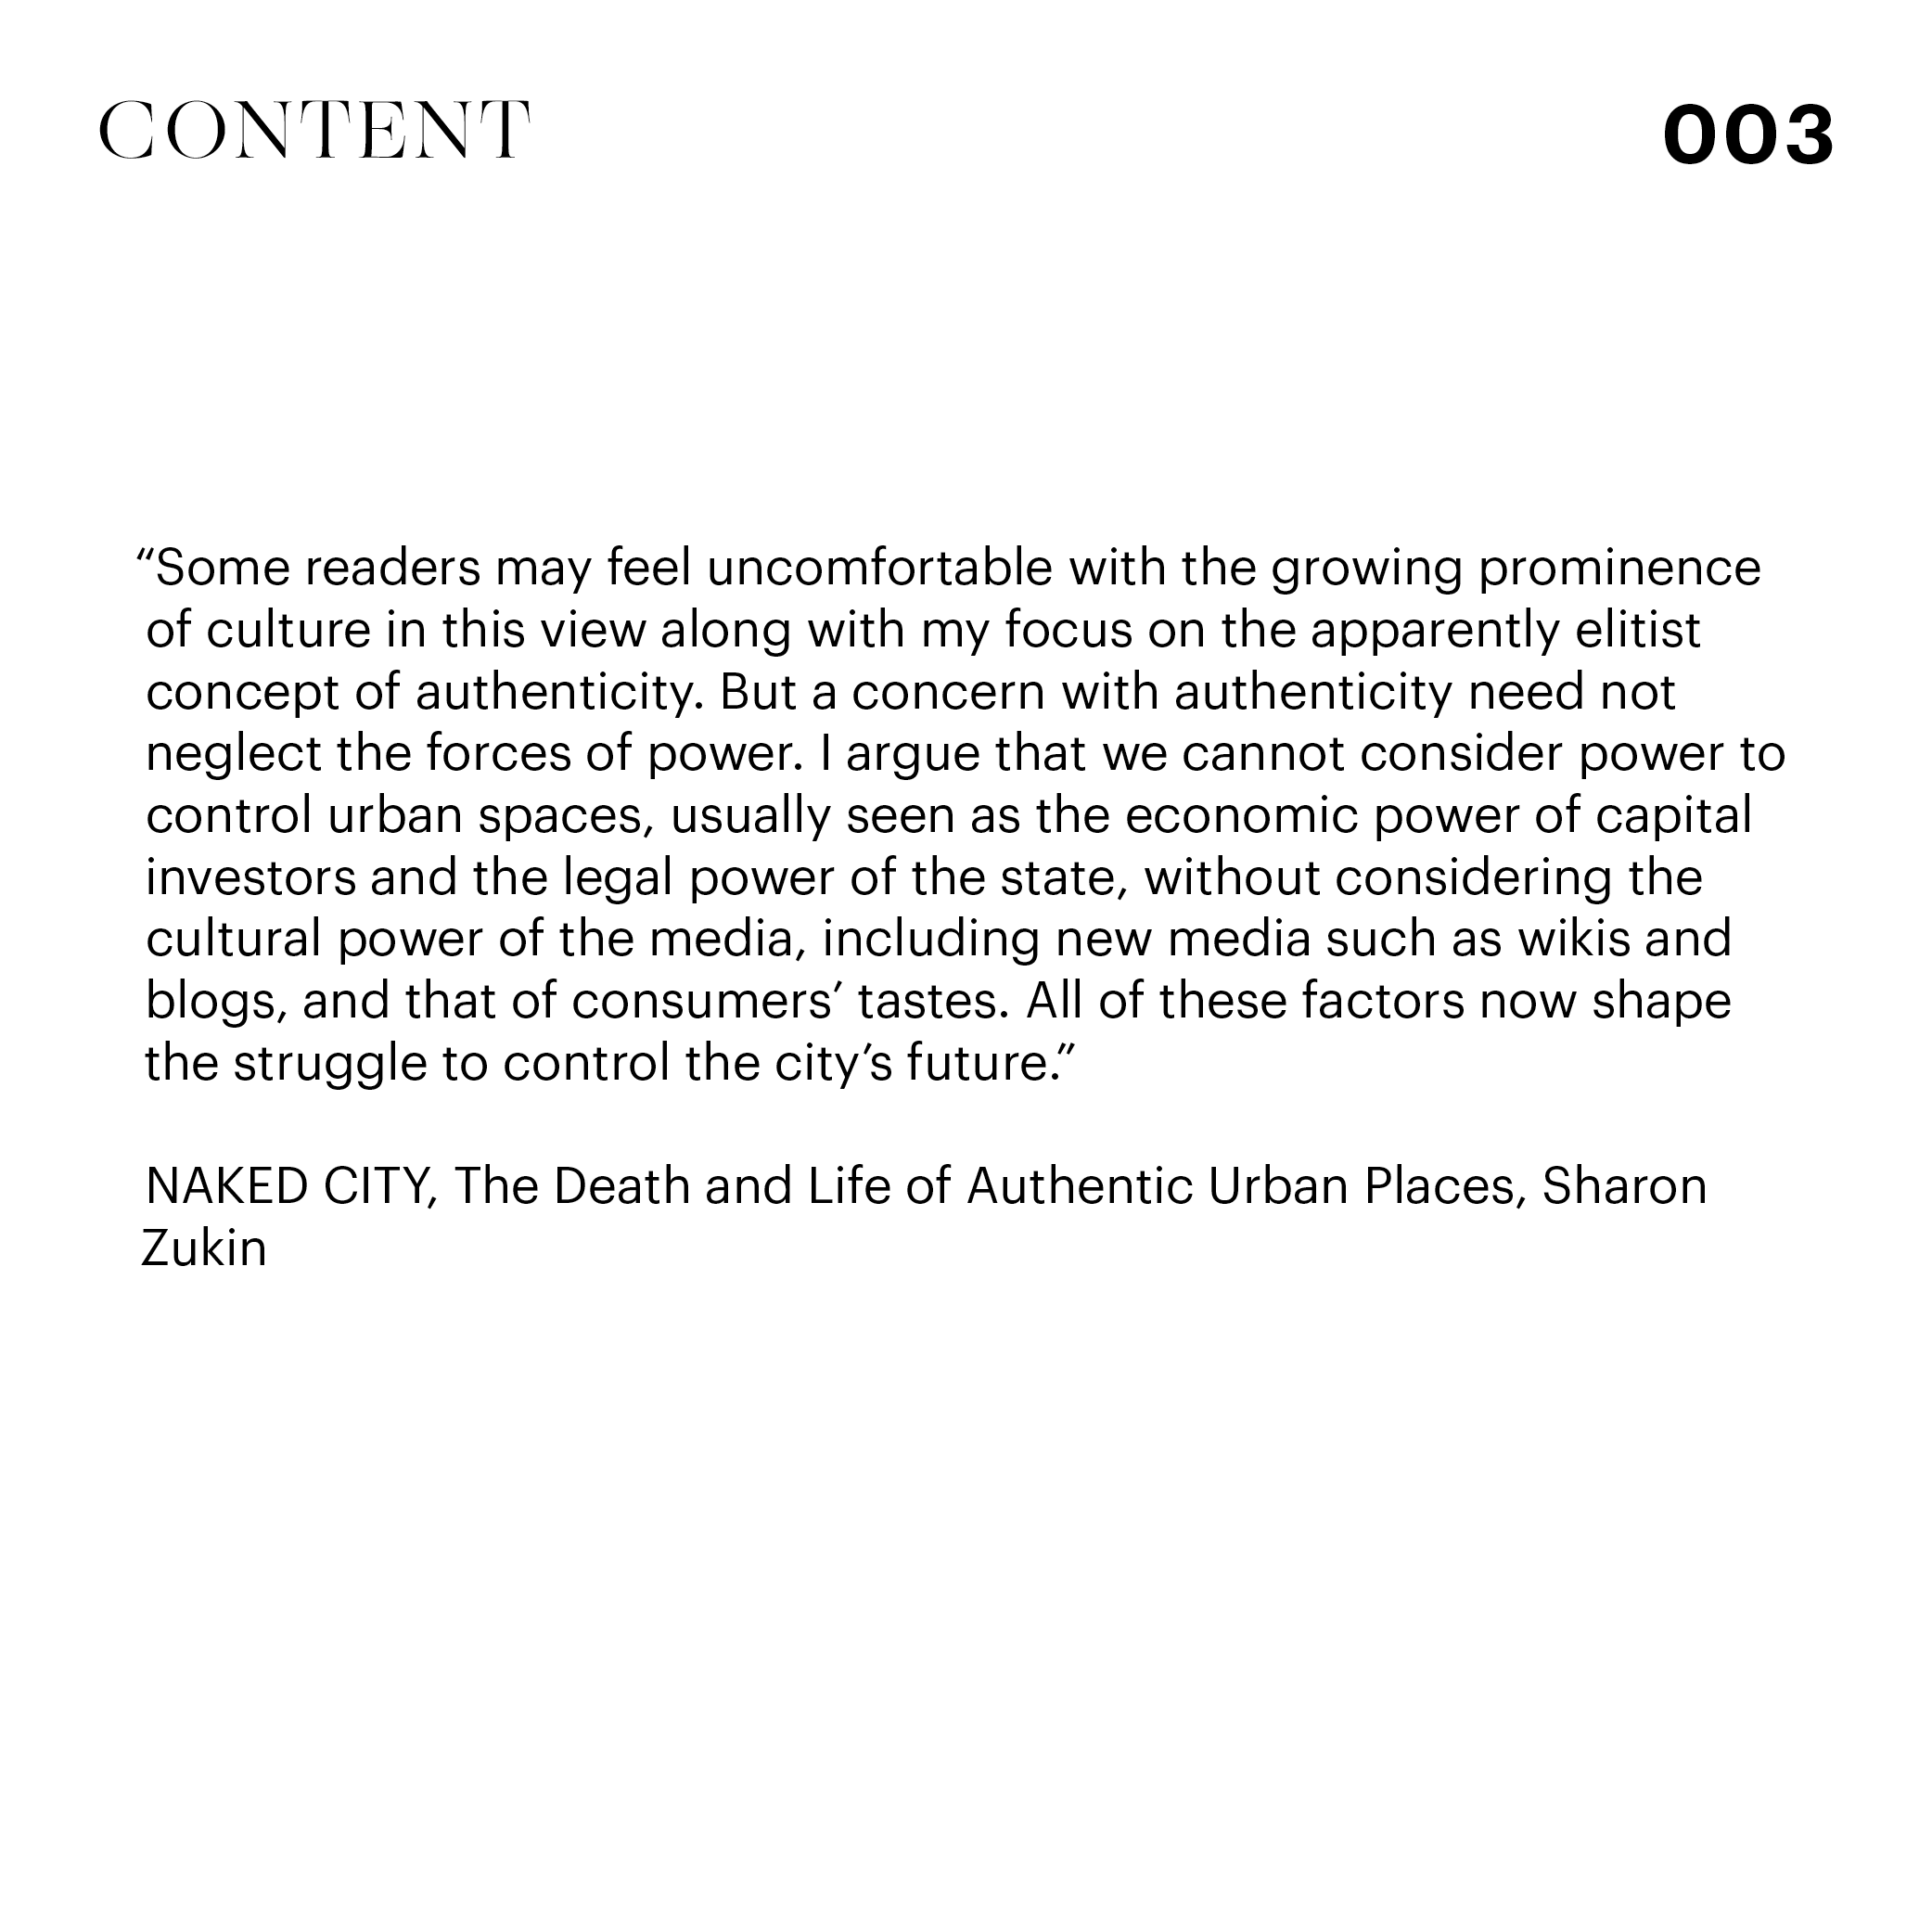 CONTENT
003
“Some readers may feel uncomfortable with the growing prominence
of culture in this view along with my focus on the apparently elitist
concept of authenticity. But a concern with authenticity need not
neglect the forces of power. I argue that we cannot consider power to
control urban spaces, usually seen as the economic power of capital
investors and the legal power of the state, without considering the
cultural power of the media, including new media such as wikis and
blogs, and that of consumers’ tastes. All of these factors now shape
the struggle to control the city’s future.”
NAKED CITY, The Death and Life of Authentic Urban Places, Sharon
Zukin